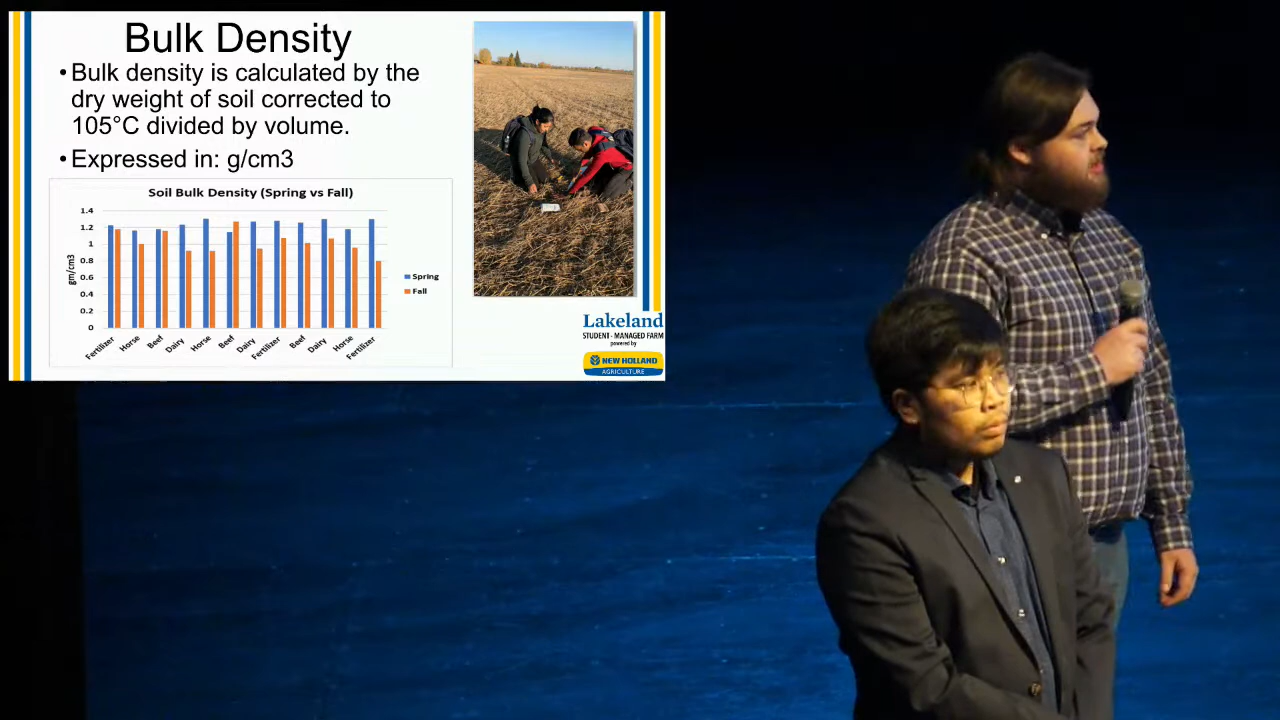 Bulk Density
• Bulk density is calculated by the
dry weight of soil corrected to
105°C divided by volume.
• Expressed in: g/cm3
Soil Bulk Density (Spring vs Fall)
gm/cm3
1.4
1.2
1
0.8
0.6
0.4
0.2
0
Fertilizer
Horse
Beef
Dairy
Horse
Beef
Dairy
Fertilizer
Beef
Dairy
Horse
Fertilizer
Spring
Fall
Lakeland
STUDENT - MANAGED FARM
powered by
NEW HOLLAND
AGRICULTURE